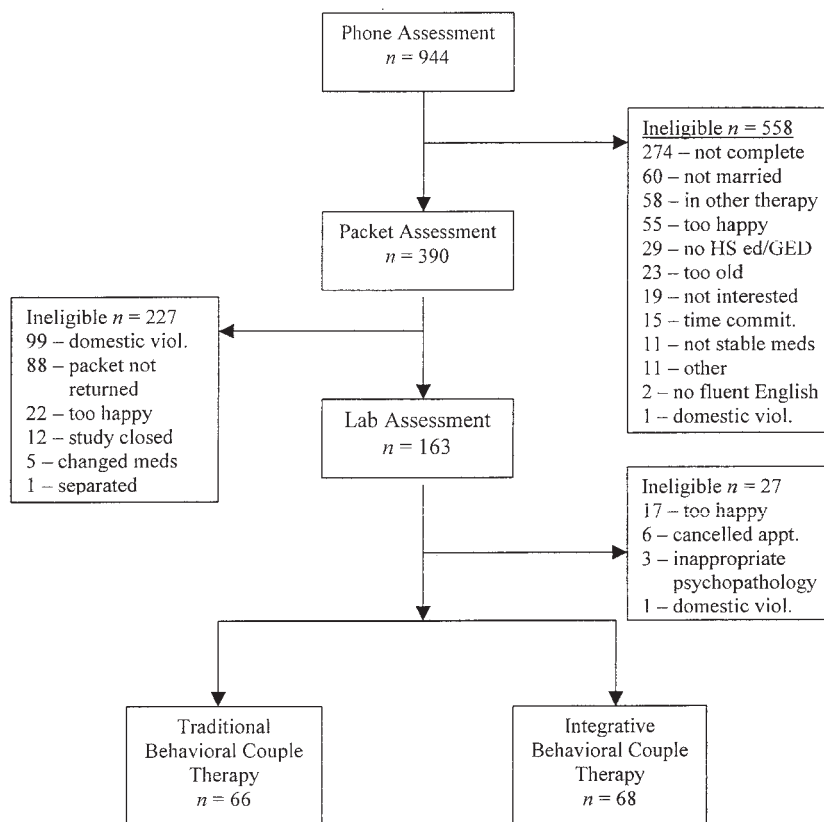 Phone Assessment
n = 944
Ineligible n = 558
274 – not complete
60 – not married
58 – in other therapy
55 – too happy
29 – no HS ed/GED
23 – too old
19 – not interested
15 – time commit.
11 – not stable meds
11 – other
2 – no fluent English
1 – domestic viol.
Packet Assessment
n = 390
Ineligible n = 227
99 – domestic viol.
88 – packet not
returned
22 – too happy
12 – study closed
5 – changed meds
1 – separated
Lab Assessment
n = 163
Ineligible n = 27
17 – too happy
6 – cancelled appt.
3 – inappropriate
psychopathology
1 – domestic viol.
Traditional
Behavioral Couple
Therapy
n = 66
Integrative
Behavioral Couple
Therapy
n = 68